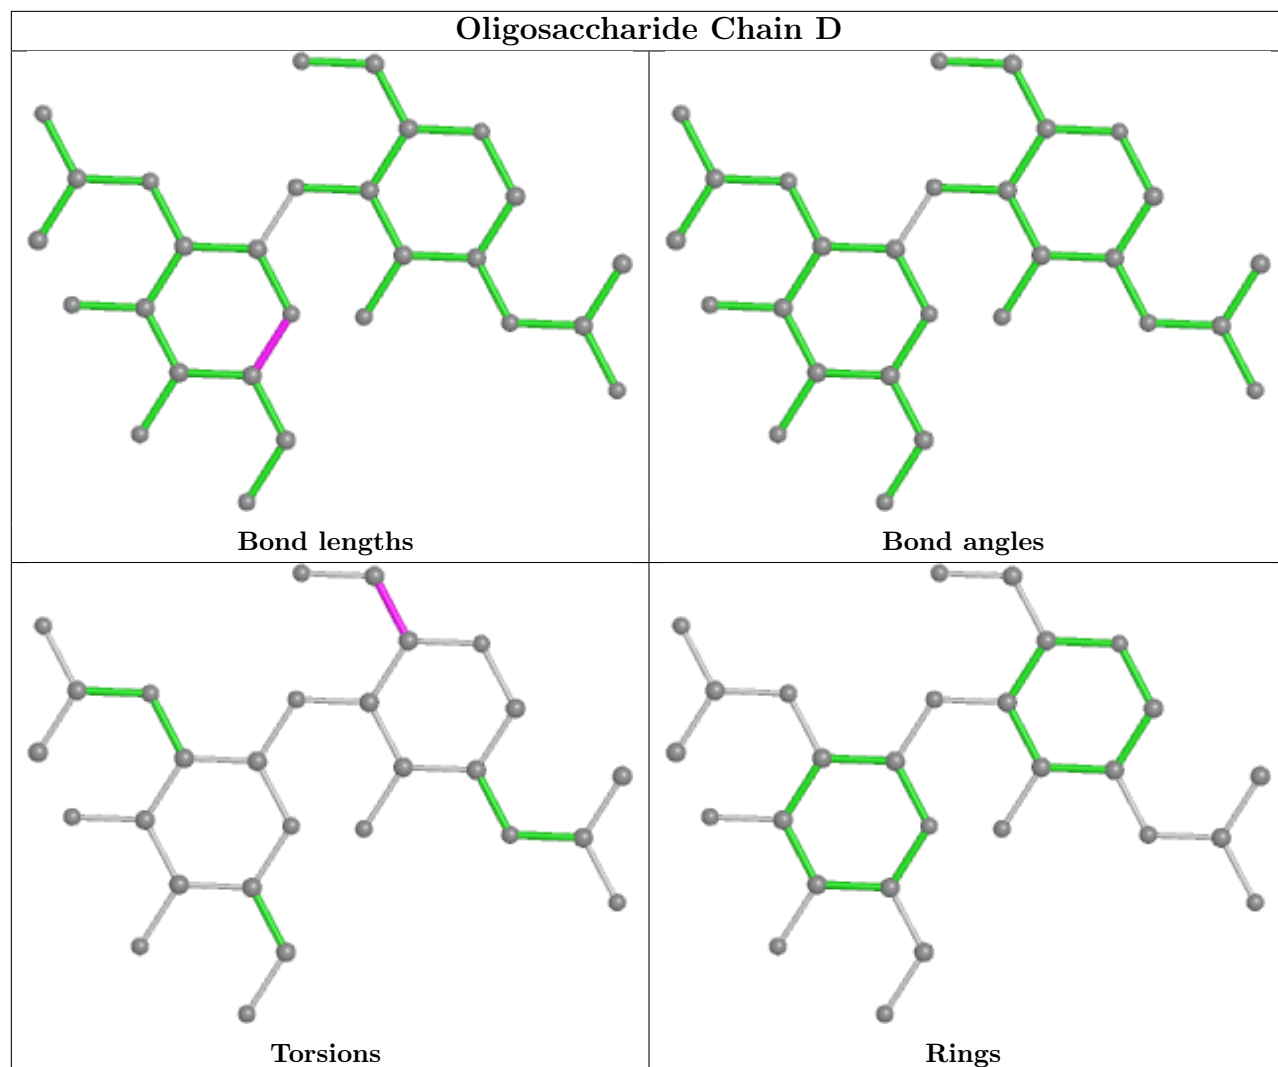 Oligosaccharide Chain D
Bond lengths
Bond angles
Torsions
Rings